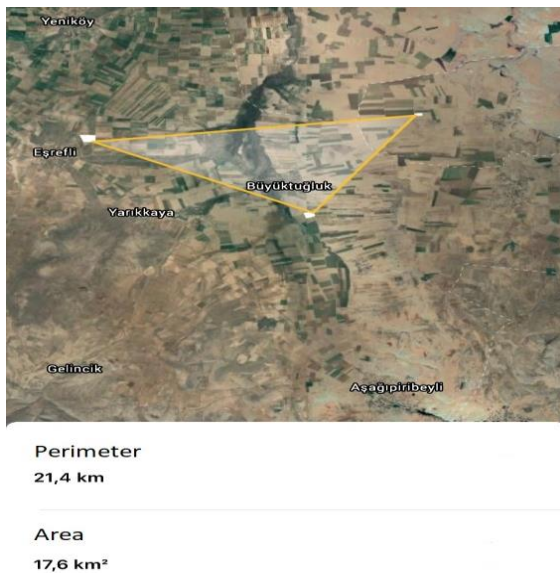 Yeniköy
Eşrefli
Büyüktuğluk
Yarıkkaya
Gelincik
Aşağıpiribeyli
Perimeter
21,4 km
Area
17,6 km²